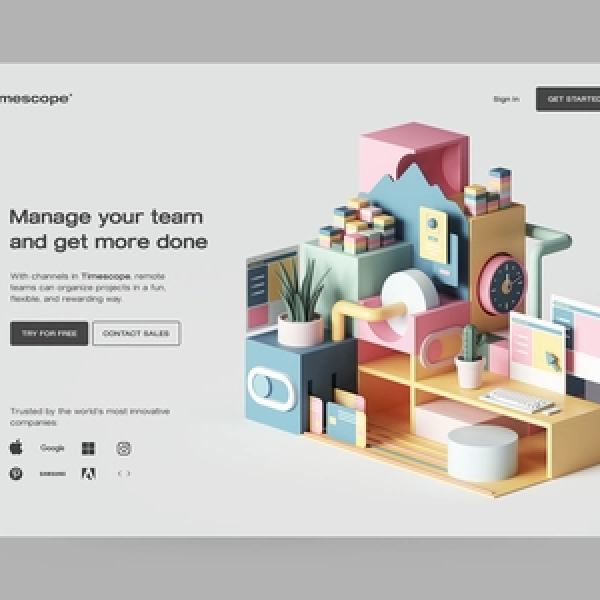 mescope
Sign In
GET STARTED
Manage your team
and get more done
With channels in Timescope, remote
teams can organize projects in a fun,
flexible, and rewarding way.
TRY FOR FREE
CONTACT SALES
Trusted by the world's most innovative
companies:
Google
SAMSUNG